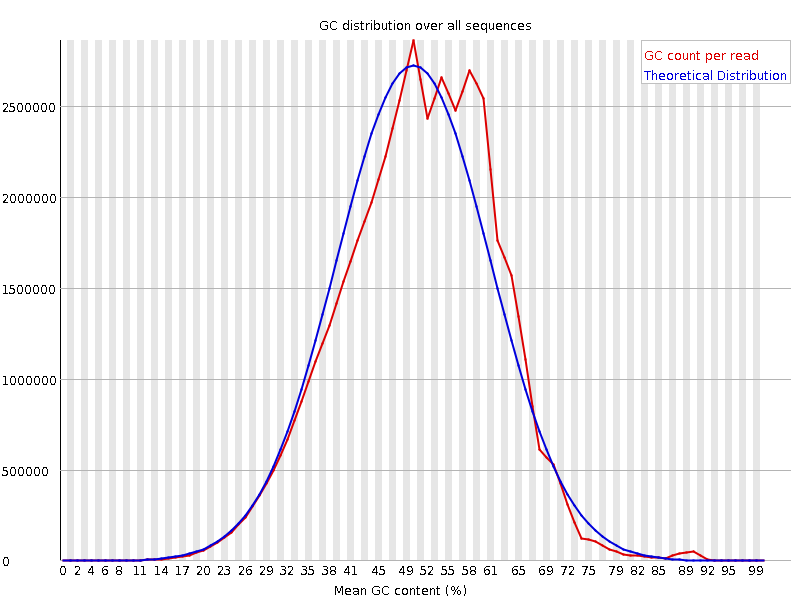 GC distribution over all sequences
GC count per read
Theoretical Distribution
2500000
2000000
1500000
1000000
500000
0
0 2 4 6 8 11 14 17 20 23 26 29 32 35 38 41 45 49 52 55 58 61 65 69 72 75 79 82 85 89 92 95 99
Mean GC content (%)